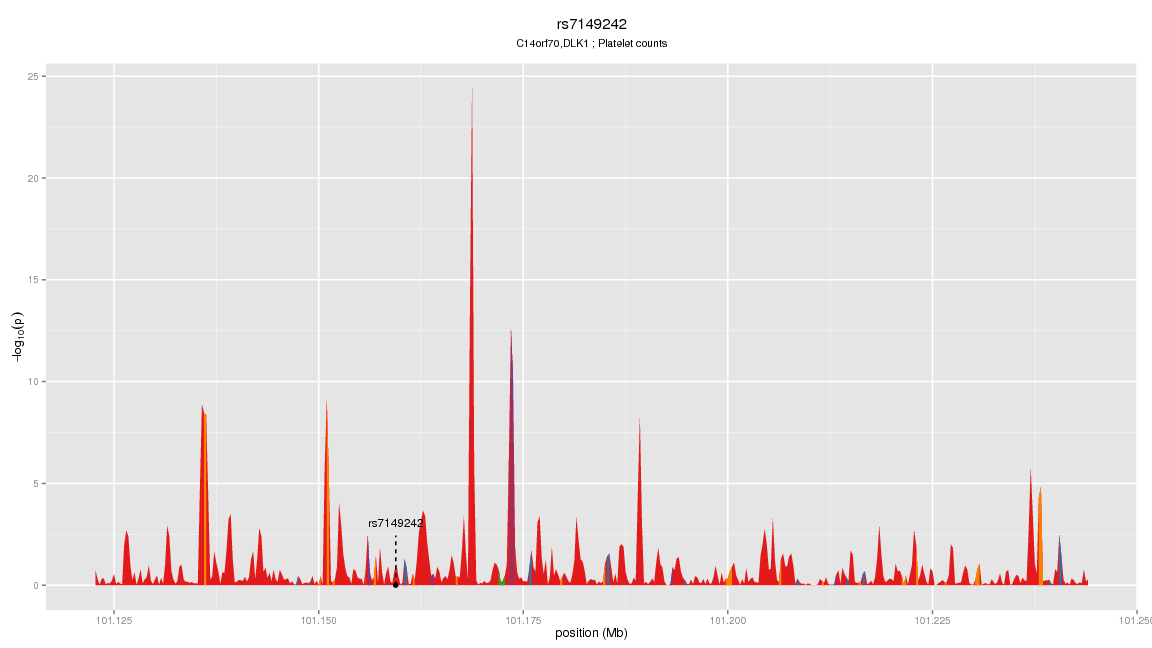 rs7149242
C14orf70,DLK1 ; Platelet counts
25
20
15
10
5
0
−log10(p)
rs7149242
101.125 101.150 101.175 101.200 101.225 101.250
position (Mb)